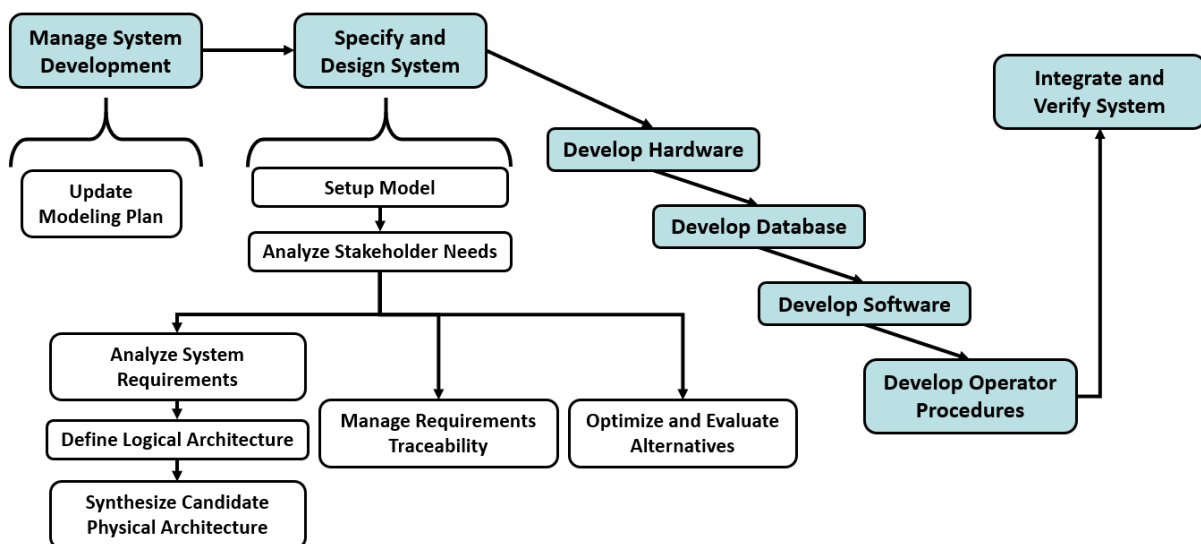 Manage System
Development
Specify and
Design System
Integrate and
Verify System
Develop Hardware
Update
Modeling Plan
Setup Model
Develop Database
Analyze Stakeholder Needs
Develop Software
Analyze System
Requirements
Develop Operator
Procedures
Manage Requirements
Traceability
Optimize and Evaluate
Alternatives
Define Logical Architecture
Synthesize Candidate
Physical Architecture